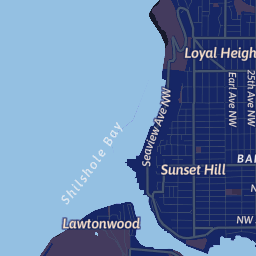 Loyal Heigh
Earl Ave NW
25th Ave NW
Seaview Ave NW
Shilshole Bay
BA
Sunset Hill
NW
Lawtonwood